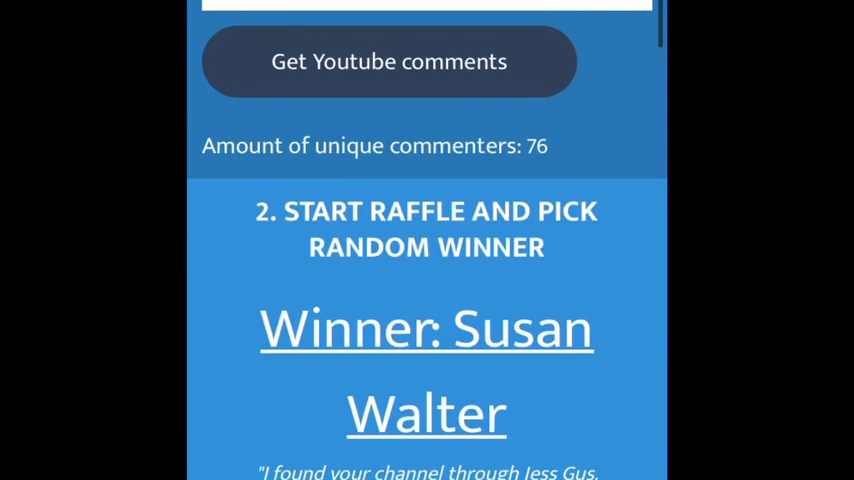 Get Youtube comments
Amount of unique commenters: 76
2. START RAFFLE AND PICK
RANDOM WINNER
Winner: Susan
Walter
"I found your channel through Jess Gus.